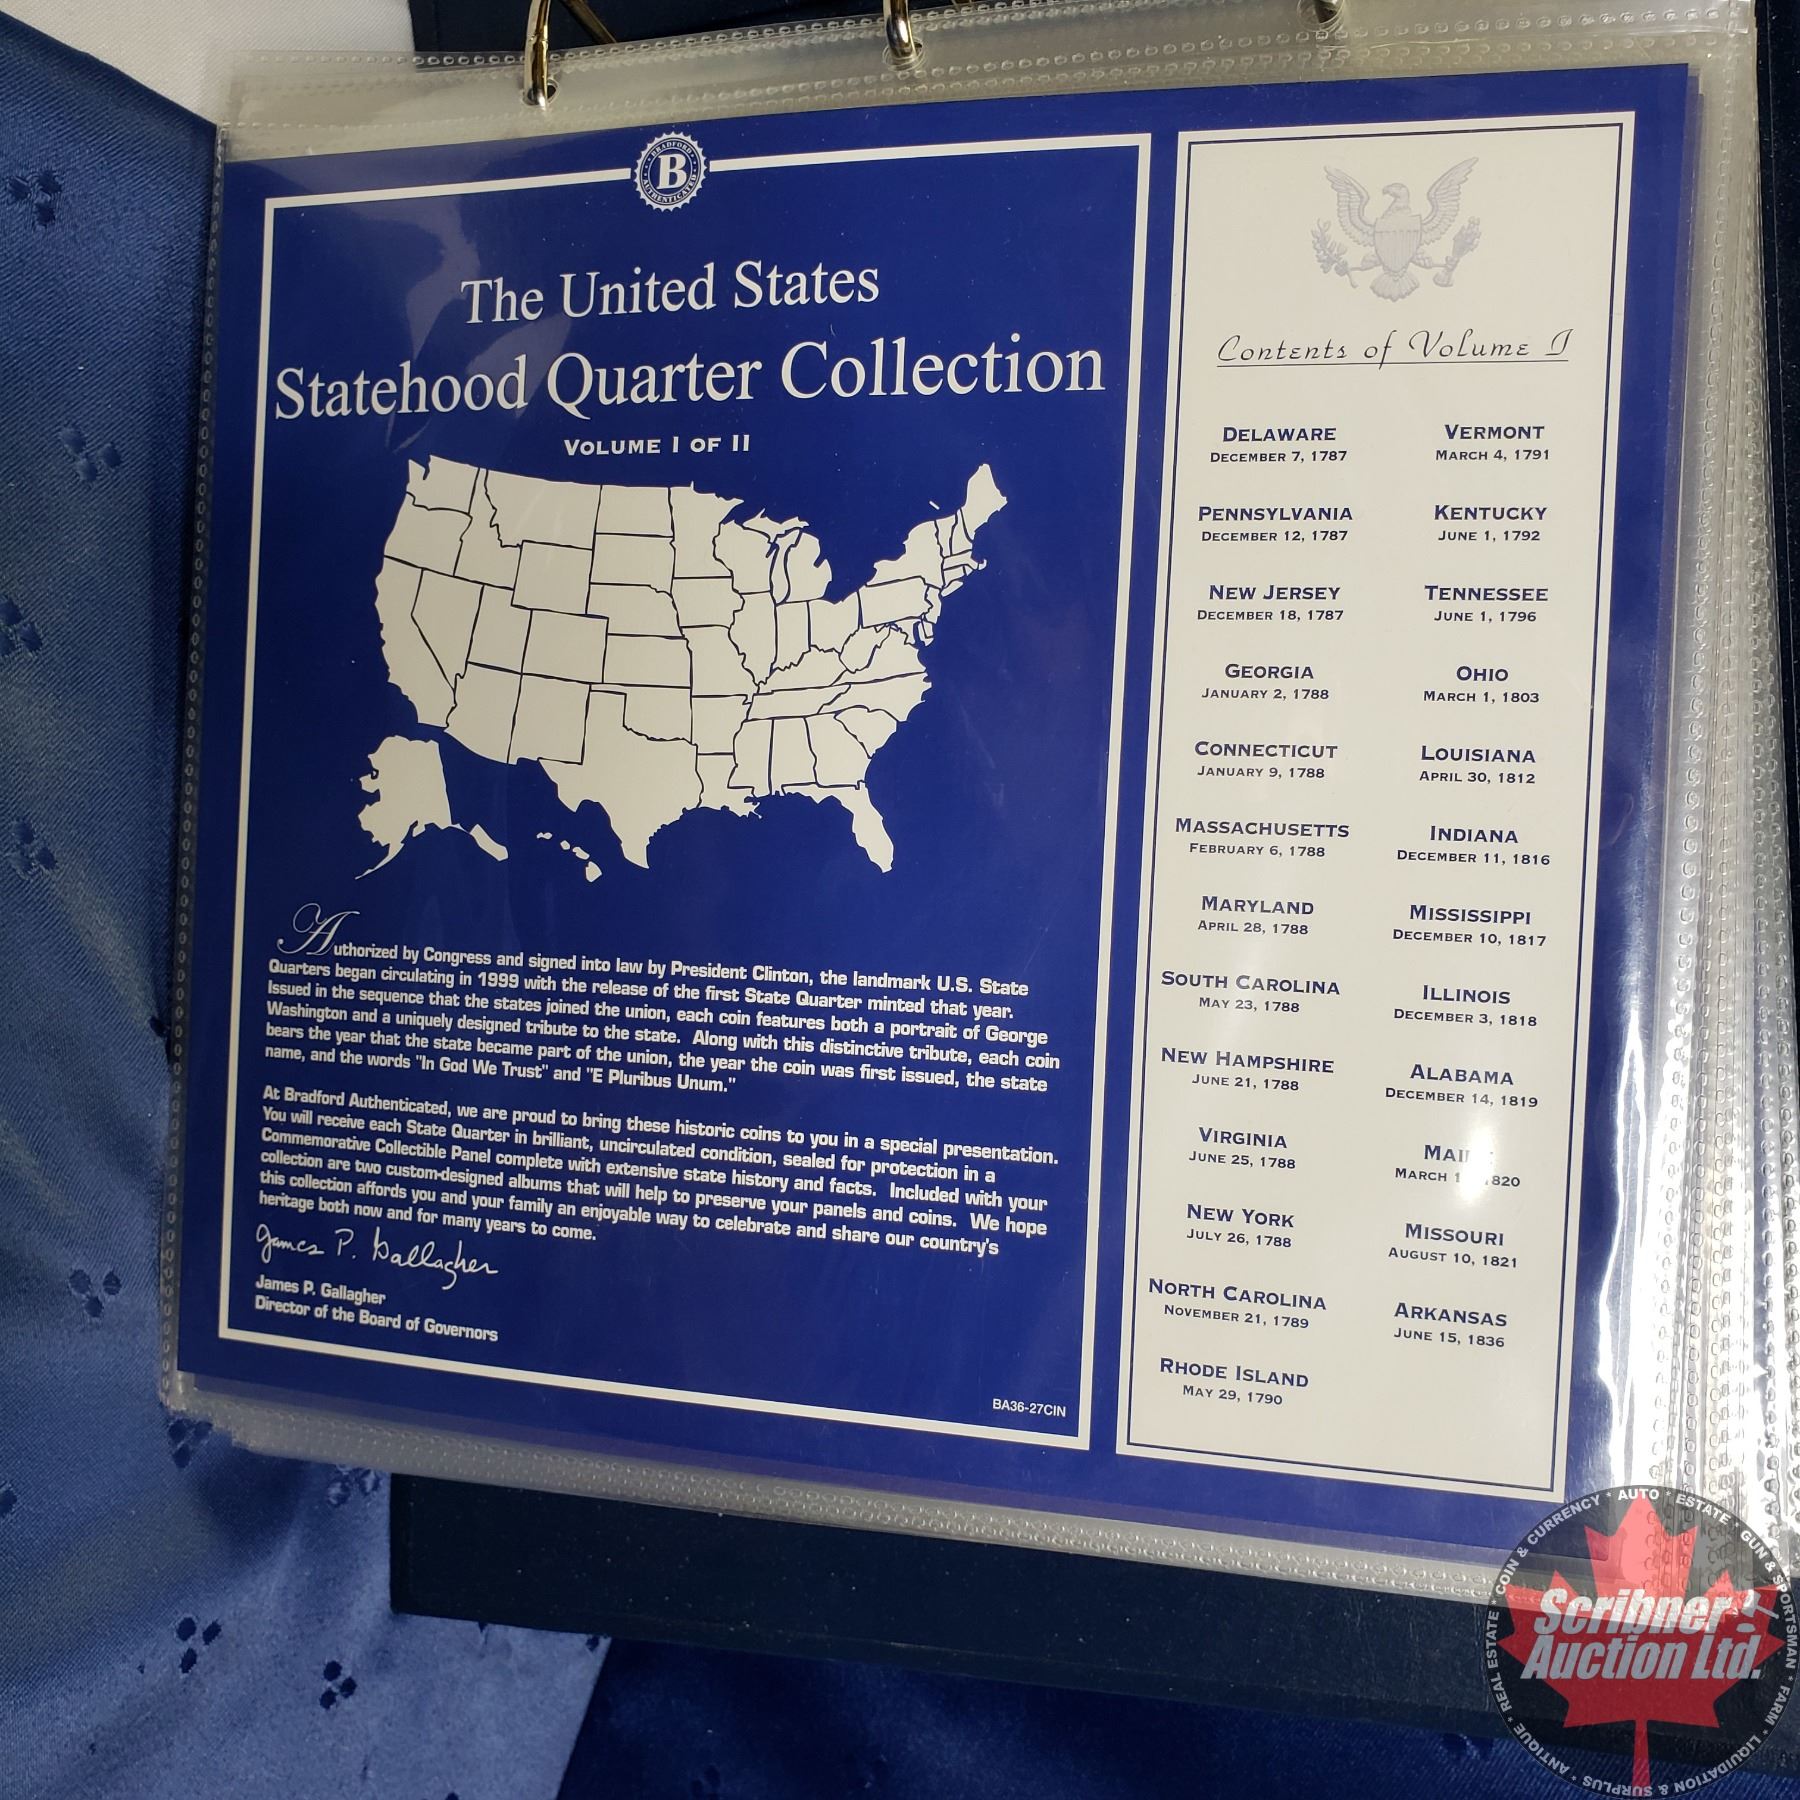 BRADFORD
B
AUTHENTICATED
The United States
Statehood Quarter Collection
VOLUME I OF II
Authorized by Congress and signed into law by President Clinton, the landmark U.S. State
Quarters began circulating in 1999 with the release of the first State Quarter minted that year.
Issued in the sequence that the states joined the union, each coin features both a portrait of George
Washington and a uniquely designed tribute to the state. Along with this distinctive tribute, each coin
bears the year that the state became part of the union, the year the coin was first issued, the state
name, and the words "In God We Trust" and "E Pluribus Unum."
At Bradford Authenticated, we are proud to bring these historic coins to you in a special presentation.
You will receive each State Quarter in brilliant, uncirculated condition, sealed for protection in a
Commemorative Collectible Panel complete with extensive state history and facts. Included with your
collection are two custom-designed albums that will help to preserve your panels and coins. We hope
this collection affords you and your family an enjoyable way to celebrate and share our country's
heritage both now and for many years to come.
James P. Gallagher
James P. Gallagher
Director of the Board of Governors
BA36-27CIN
Contents of Volume I
DELAWARE
DECEMBER 7, 1787
PENNSYLVANIA
DECEMBER 12, 1787
NEW JERSEY
DECEMBER 18, 1787
GEORGIA
JANUARY 2, 1788
CONNECTICUT
JANUARY 9, 1788
MASSACHUSETTS
FEBRUARY 6, 1788
MARYLAND
APRIL 28, 1788
SOUTH CAROLINA
MAY 23, 1788
NEW HAMPSHIRE
JUNE 21, 1788
VIRGINIA
JUNE 25, 1788
NEW YORK
JULY 26, 1788
NORTH CAROLINA
NOVEMBER 21, 1789
RHODE ISLAND
MAY 29, 1790
VERMONT
MARCH 4, 1791
KENTUCKY
JUNE 1, 1792
TENNESSEE
JUNE 1, 1796
OHIO
MARCH 1, 1803
LOUISIANA
APRIL 30, 1812
INDIANA
DECEMBER 11, 1816
MISSISSIPPI
DECEMBER 10, 1817
ILLINOIS
DECEMBER 3, 1818
ALABAMA
DECEMBER 14, 1819
MARCH
MISSOURI
AUGUST 10, 1821
ARKANSAS
JUNE 15, 1836
COIN & CURRENCY * AUTO * ESTATE * GUN & SPORTSMAN * FARM * LIQUIDATION & SURPLUS * ANTIQUE * REAL ESTATE *
Scribner
Auction Ltd.